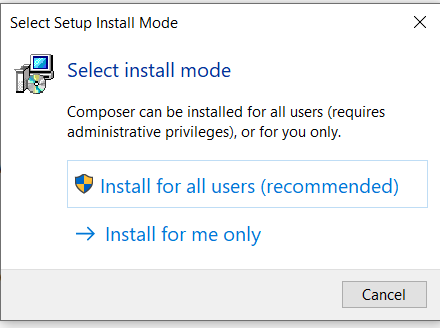 Select Setup Install Mode
Select install mode
Composer can be installed for all users (requires
administrative privileges), or for you only.
Install for all users (recommended)
Install for me only
Cancel